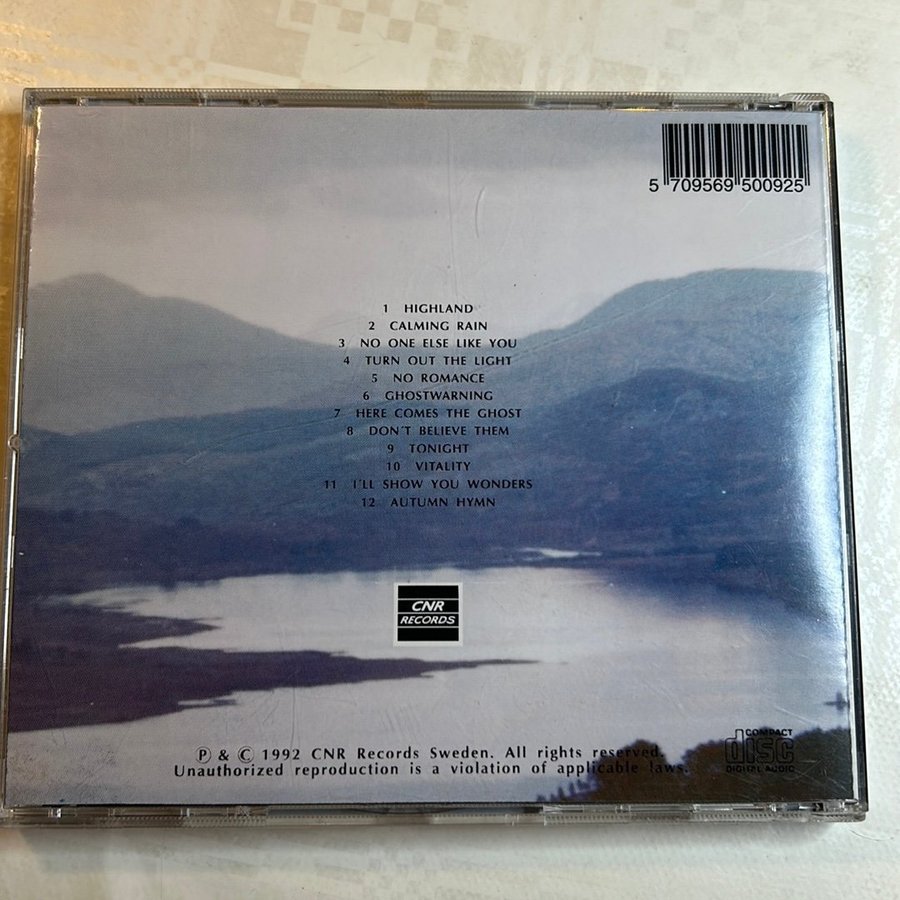 5 709569 500925
1 HIGHLAND
2 CALMING RAIN
3 NO ONE ELSE LIKE YOU
4 TURN OUT THE LIGHT
5 NO ROMANCE
6 GHOSTWARNING
7 HERE COMES THE GHOST
8 DON´T BELIEVE THEM
9 TONIGHT
10 VITALITY
11 I´LL SHOW YOU WONDERS
12 AUTUMN HYMN
CNR
RECORDS
℗ & © 1992 CNR Records Sweden. All rights reserved.
Unauthorized reproduction is a violation of applicable laws.
COMPACT
disc
DIGITAL AUDIO